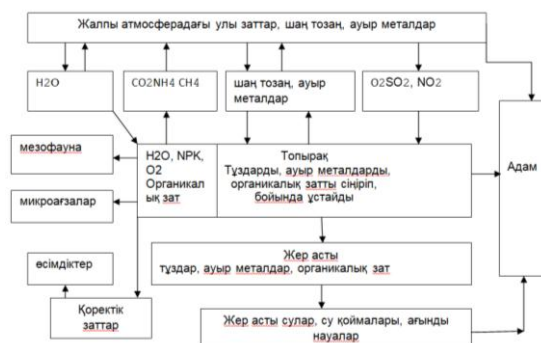 Жалпы атмосферадағы улы заттар, шаң тозаң, ауыр металдар
H2O
CO2NH4 CH4
шаң тозаң, ауыр
металдар
O2SO2, NO2
Адам
мезофауна
микроағзалар
H2O, NPK,
O2
Органикал
ық зат
Топырақ
Тұздарды, ауыр металдарды,
органикалық затты сіңіріп,
бойында ұстайды
өсімдіктер
Қоректік
заттар
Жер асты
тұздар, ауыр металдар, органикалық зат
Жер асты сулар, су қоймалары, ағынды
науалар